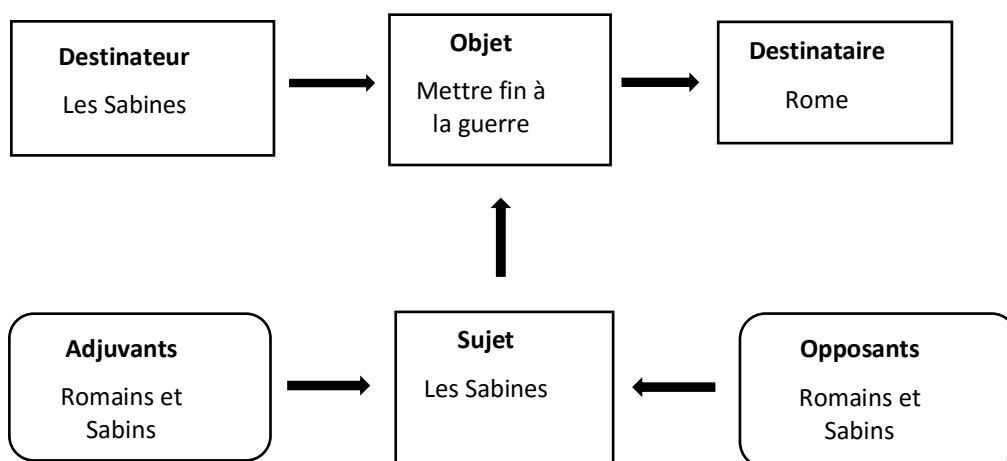 Destinateur
Les Sabines
Objet
Mettre fin à
la guerre
Destinataire
Rome
Adjuvants
Romains et
Sabins
Sujet
Les Sabines
Opposants
Romains et
Sabins